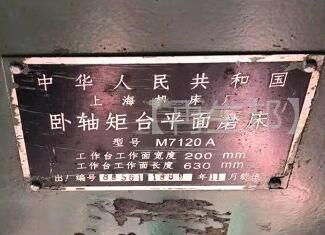 中华人民共和国
上海机床厂
卧轴矩台平面磨床
型号 M7120A
工作台工作面宽度 200 mm
工作台工作面长度 630 mm
出厂编号 年11月